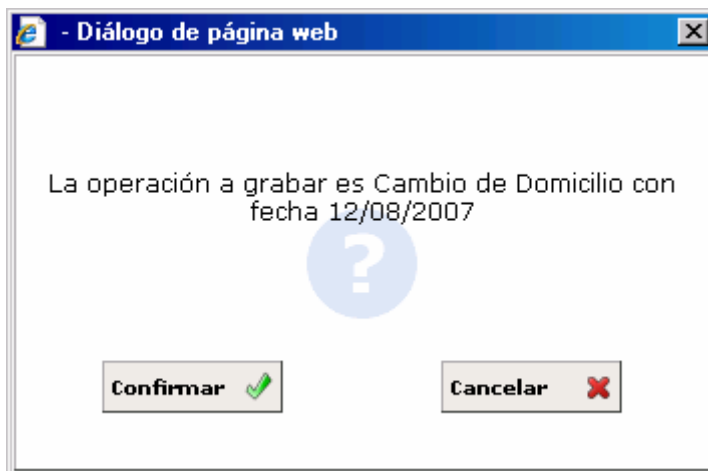 - Diálogo de página web
La operación a grabar es Cambio de Domicilio con
fecha 12/08/2007
?
Confirmar
Cancelar